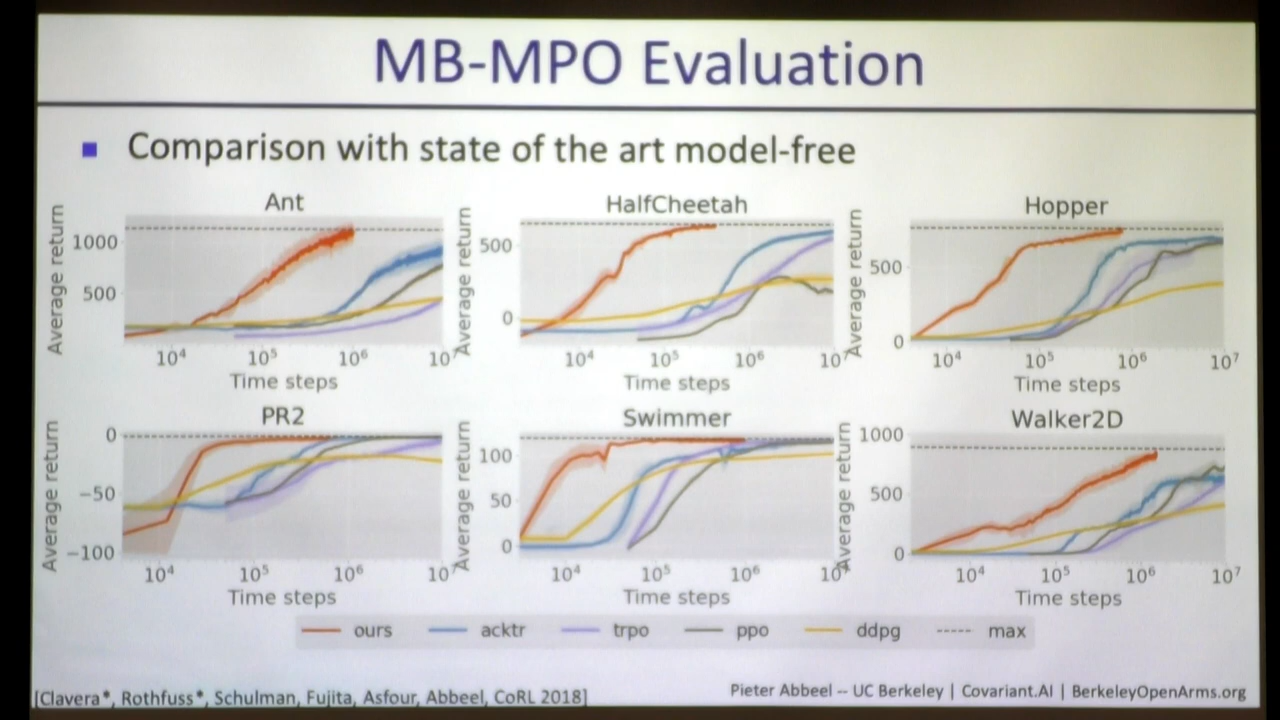 MB-MPO Evaluation
Comparison with state of the art model-free
Ant
Average return
1000
500
10^4 10^5 10^6 10^7
Time steps
HalfCheetah
Average return
500
0
10^4 10^5 10^6 10^7
Time steps
Hopper
Average return
500
0
10^4 10^5 10^6 10^7
Time steps
PR2
Average return
0
−50
−100
10^4 10^5 10^6 10^7
Time steps
Swimmer
Average return
100
50
0
10^4 10^5 10^6 10^7
Time steps
Walker2D
Average return
1000
500
0
10^4 10^5 10^6 10^7
Time steps
ours acktr trpo ppo ddpg max
[Clavera*, Rothfuss*, Schulman, Fujita, Asfour, Abbeel, CoRL 2018]
Pieter Abbeel -- UC Berkeley | Covariant.AI | BerkeleyOpenArms.org